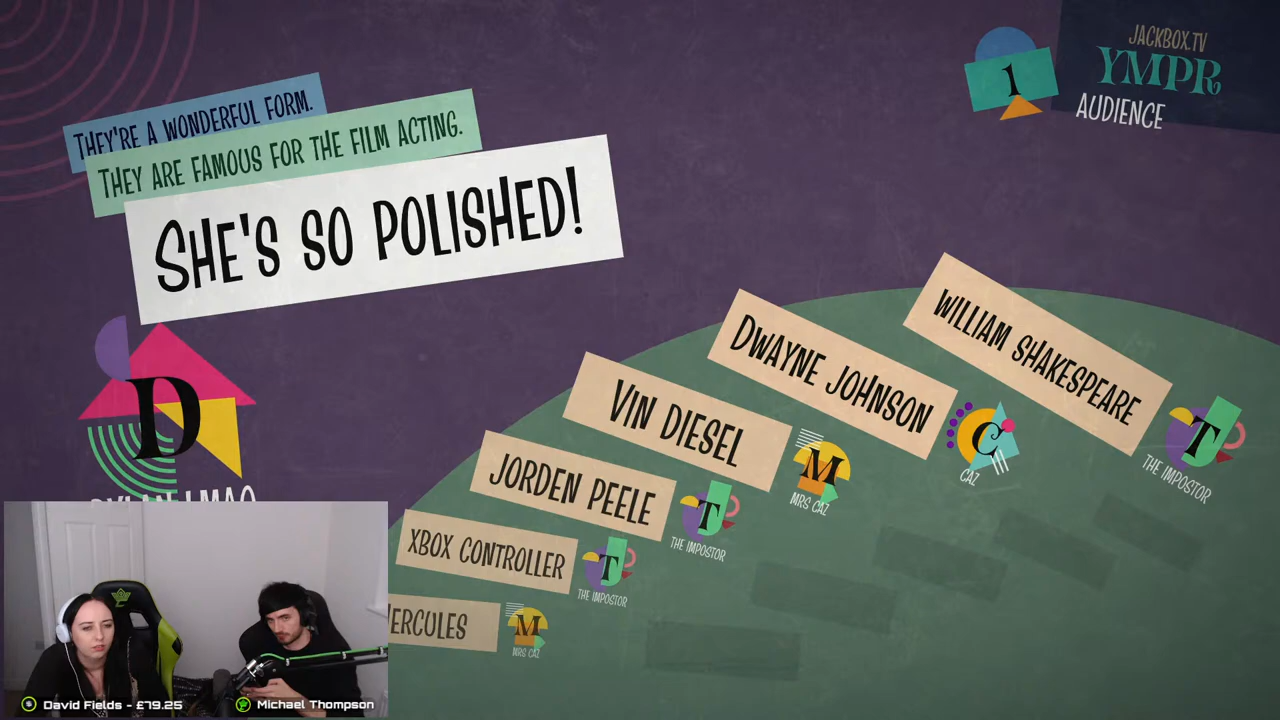 JACKBOX.TV
YMPR
1
AUDIENCE
THEY'RE A WONDERFUL FORM.
THEY ARE FAMOUS FOR THE FILM ACTING.
SHE'S SO POLISHED!
D
WILLIAM SHAKESPEARE
T
THE IMPOSTOR
DWAYNE JOHNSON
C
CAZ
VIN DIESEL
M
MRS CAZ
JORDEN PEELE
T
THE IMPOSTOR
XBOX CONTROLLER
T
THE IMPOSTOR
HERCULES
M
MRS CAZ
David Fields - £79.25
Michael Thompson